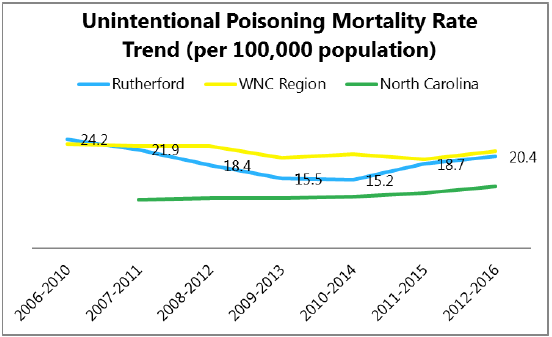 Unintentional Poisoning Mortality Rate
Trend (per 100,000 population)
Rutherford WNC Region North Carolina
24.2 21.9 18.4 15.5 15.2 18.7 20.4
2006-2010 2007-2011 2008-2012 2009-2013 2010-2014 2011-2015 2012-2016